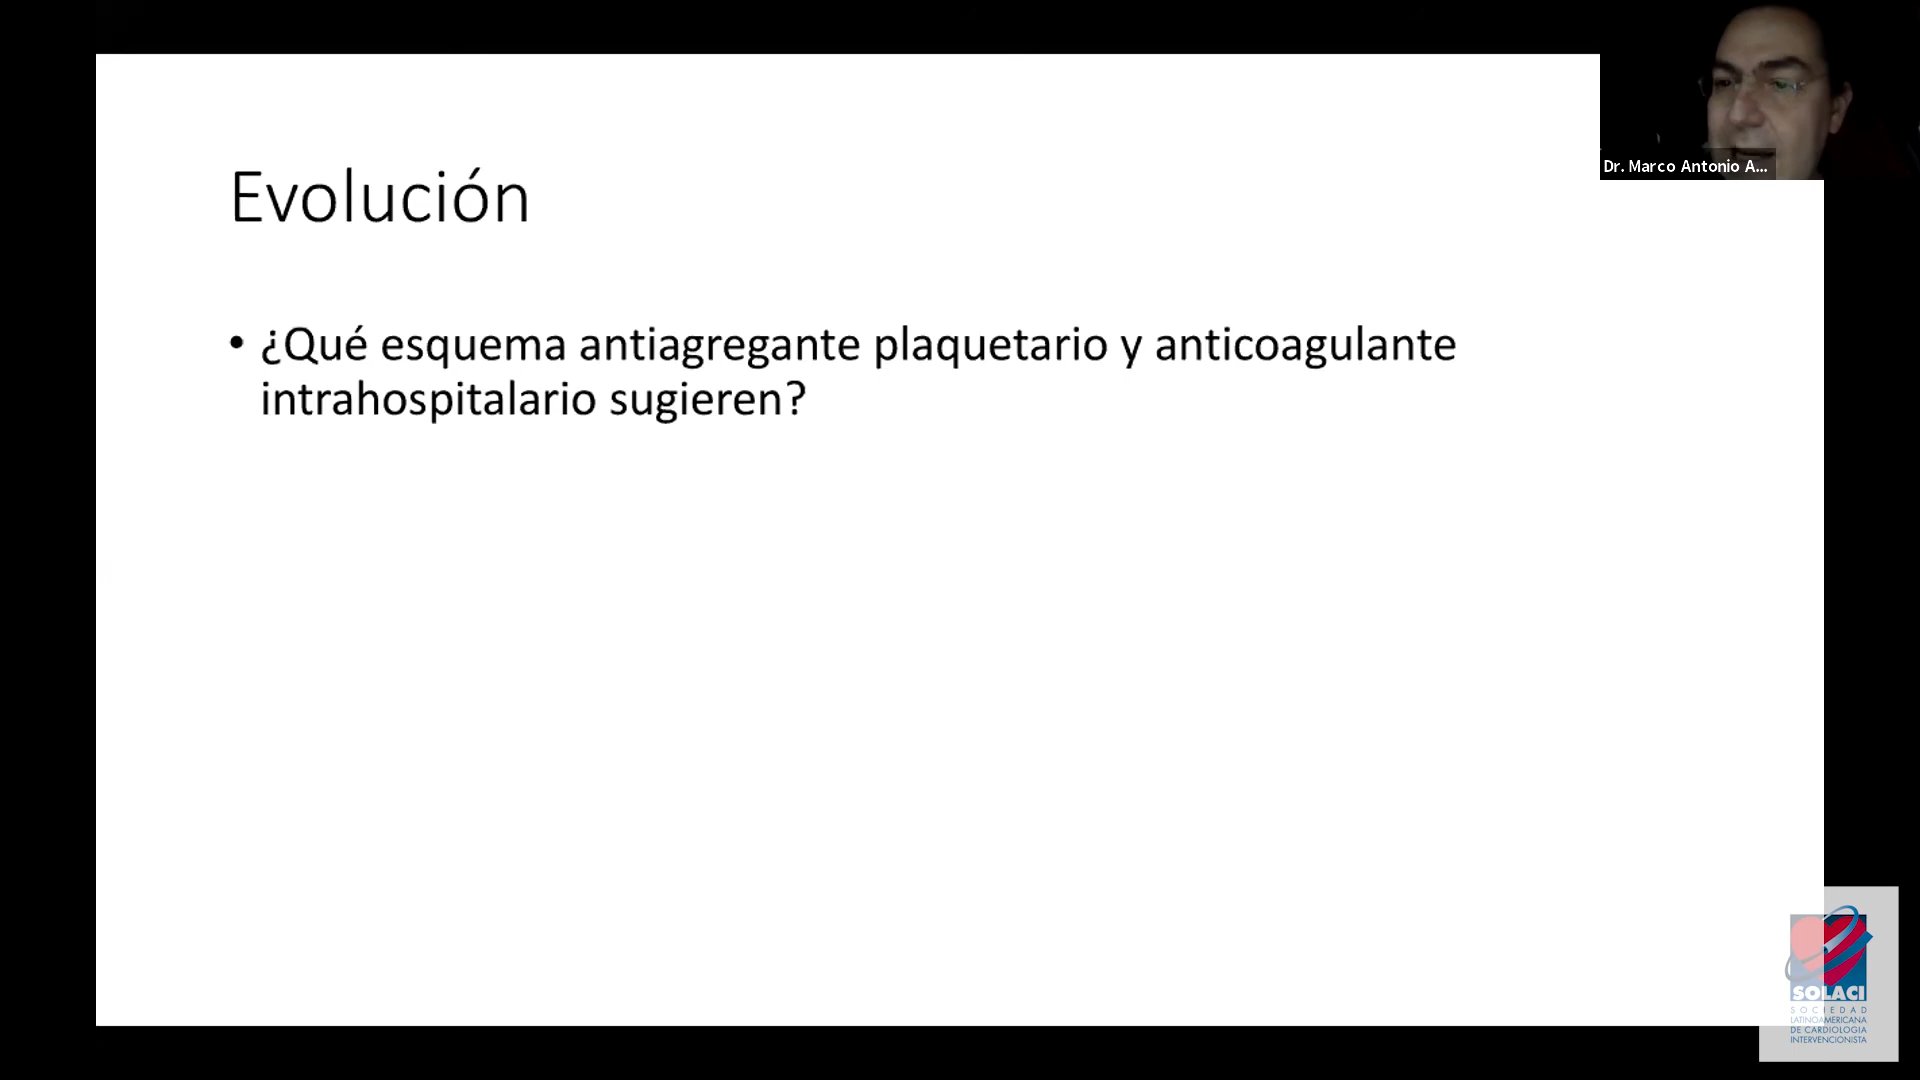 Dr. Marco Antonio A...
Evolución
• ¿Qué esquema antiagregante plaquetario y anticoagulante
intrahospitalario sugieren?
SOLACI
SOCIEDAD
LATINOAMERICANA
DE CARDIOLOGIA
INTERVENCIONISTA